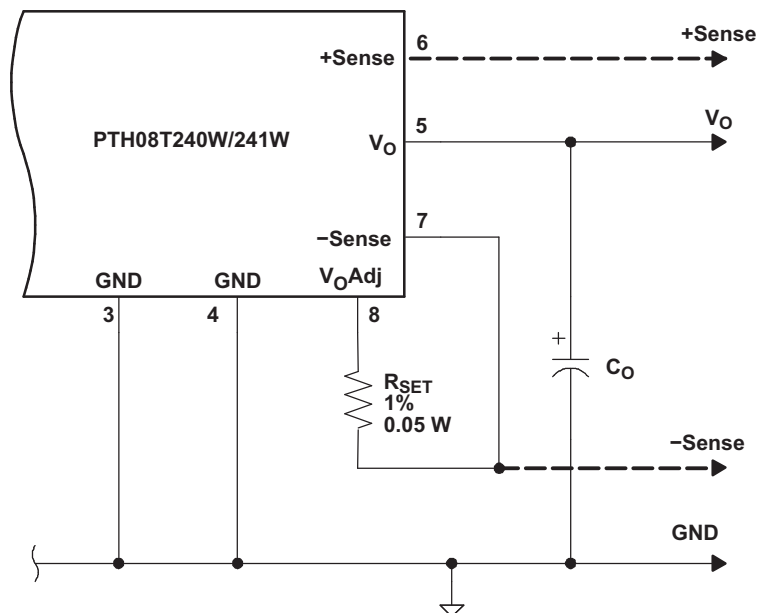 +Sense
6
+Sense
PTH08T240W/241W
VO
5
VO
−Sense
7
GND
GND
VOAdj
3
4
8
+
CO
RSET
1%
0.05 W
−Sense
GND